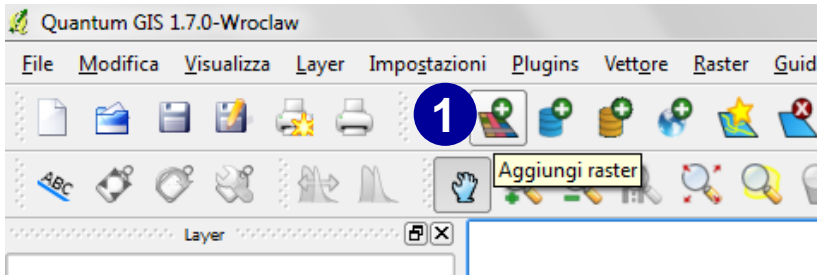 Quantum GIS 1.7.0-Wroclaw
File Modifica Visualizza Layer Impostazioni Plugins Vettore Raster Guid
1
ABC
Aggiungi raster
Layer